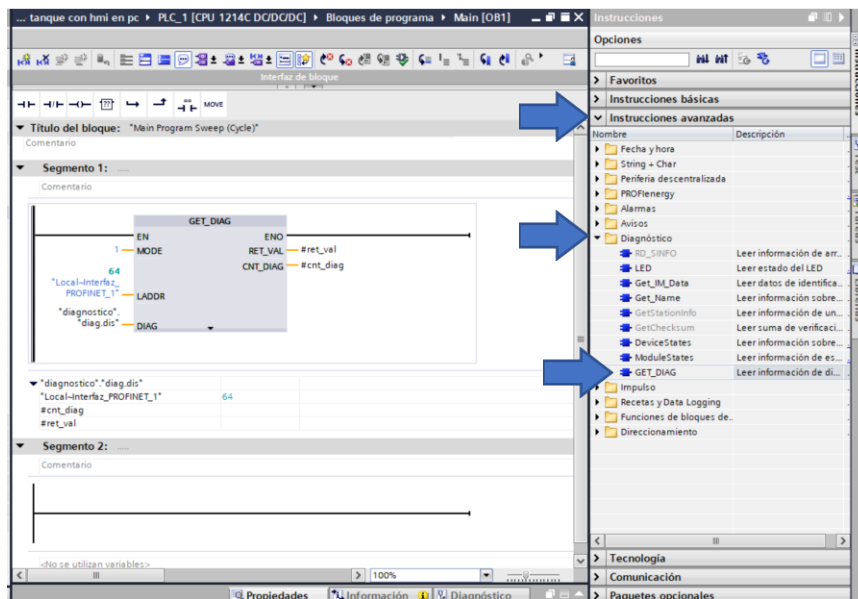 ... tanque con hmi en pc ▸ PLC_1 [CPU 1214C DC/DC/DC] ▸ Bloques de programa ▸ Main [OB1]
Interfaz de bloque
MOVE
Título del bloque: "Main Program Sweep (Cycle)"
Comentario
Segmento 1:
Comentario
GET_DIAG
EN ENO
1 MODE RET_VAL #ret_val
CNT_DIAG #cnt_diag
64
"Local~Interfaz_
PROFINET_1" LADDR
"diagnostico".
"diag.dis" DIAG
"diagnostico"."diag.dis"
"Local~Interfaz_PROFINET_1" 64
#cnt_diag
#ret_val
Segmento 2:
Comentario
<No se utilizan variables>
100%
Propiedades Información Diagnóstico
Instrucciones
Opciones
Favoritos
Instrucciones básicas
Instrucciones avanzadas
Nombre Descripción
Fecha y hora
String + Char
Periferia descentralizada
PROFIenergy
Alarmas
Avisos
Diagnóstico
RD_SINFO Leer información de arr..
LED Leer estado del LED
Get_IM_Data Leer datos de identifica..
Get_Name Leer información sobre...
GetStationInfo Leer información de un...
GetChecksum Leer suma de verificaci...
DeviceStates Leer información sobre...
ModuleStates Leer información de es...
GET_DIAG Leer información de di...
Impulso
Recetas y Data Logging
Funciones de bloques de..
Direccionamiento
Tecnología
Comunicación
Paquetes opcionales